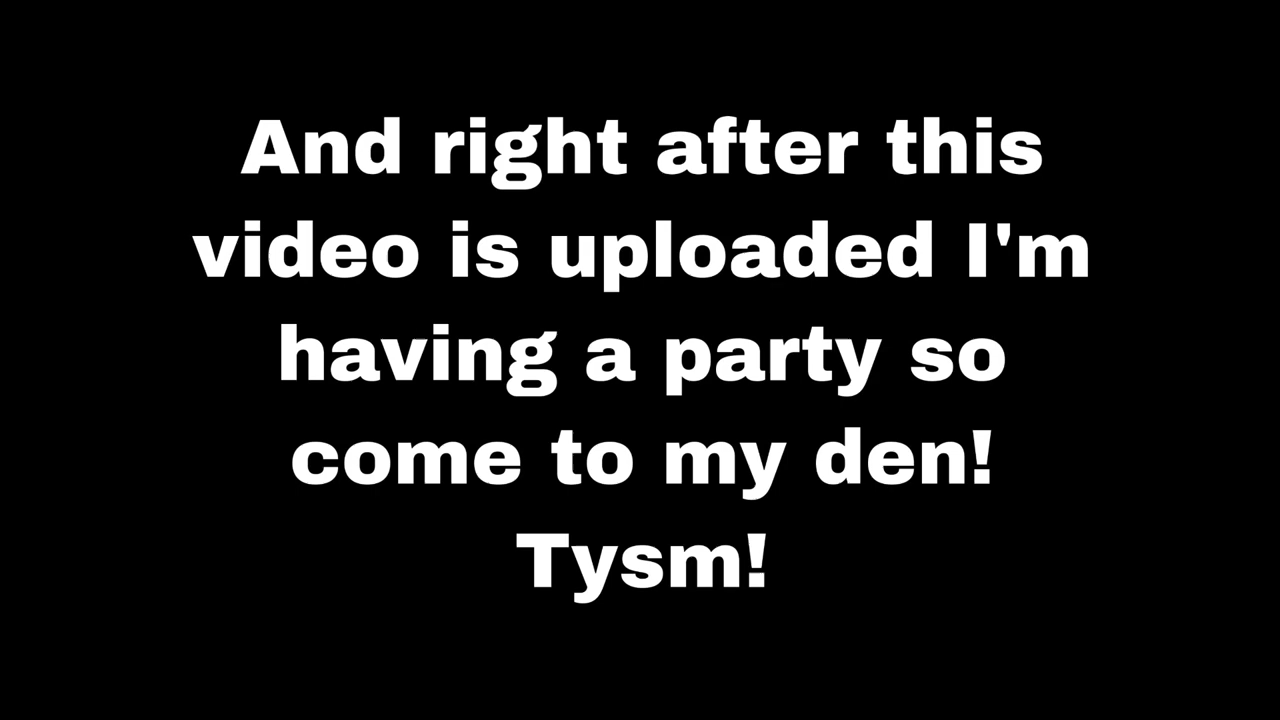 And right after this
video is uploaded I'm
having a party so
come to my den!
Tysm!